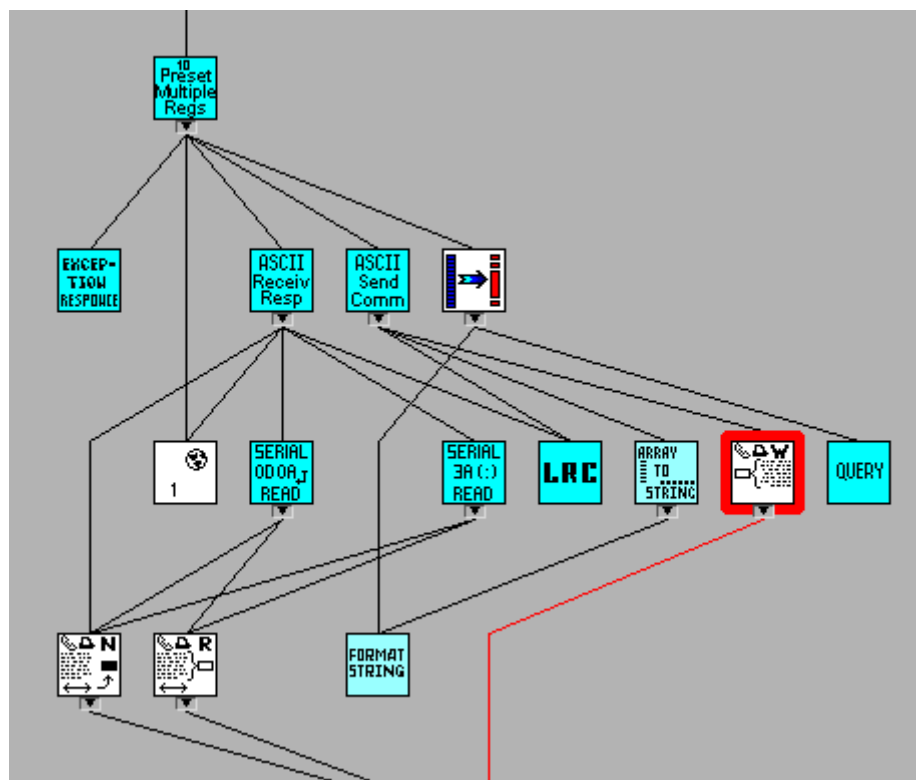 10
Preset
Multiple
Regs
EXCEP-
TION
RESPONCE
ASCII
Receiv
Resp
ASCII
Send
Comm
1
SERIAL
0D0A
READ
SERIAL
3A(:)
READ
LRC
ARRAY
TO
STRING
W
QUERY
N
R
FORMAT
STRING